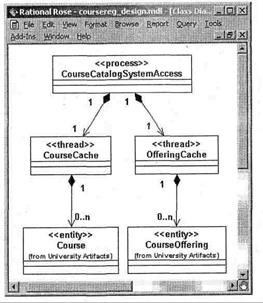 Rational Rose - coursereg_design.mdl - [Class Dia...
File Edit View Format Browse Report Query Tools
Add-Ins Window Help
<<process>>
CourseCatalogSystemAccess
1 1
1 1
<<thread>> <<thread>>
CourseCache OfferingCache
1 1
0..n 0..n
<<entity>> <<entity>>
Course CourseOffering
(from University Artifacts) (from University Artifacts)